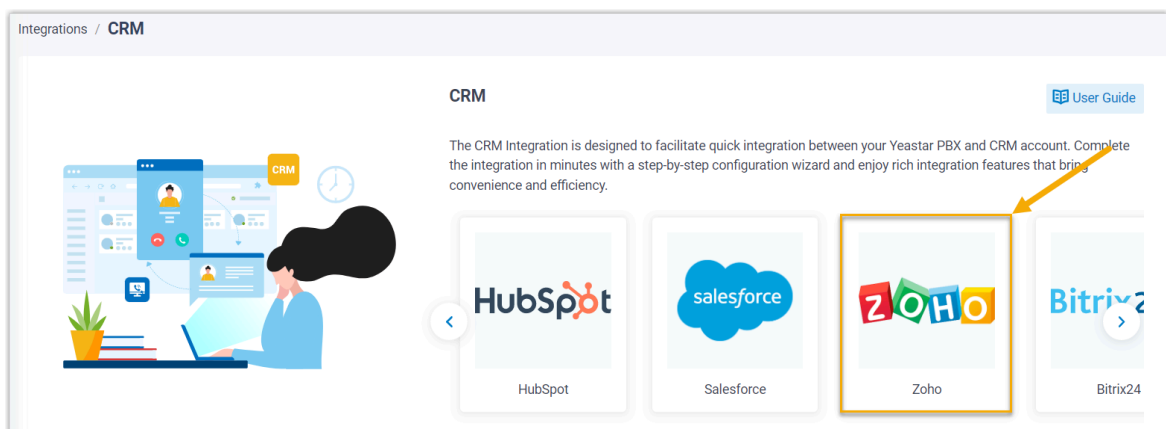 Integrations / CRM
CRM
User Guide
The CRM Integration is designed to facilitate quick integration between your Yeastar PBX and CRM account. Complete
the integration in minutes with a step-by-step configuration wizard and enjoy rich integration features that bring
convenience and efficiency.
CRM
HubSpot
salesforce
ZOHO
Bitrix2
HubSpot
Salesforce
Zoho
Bitrix24